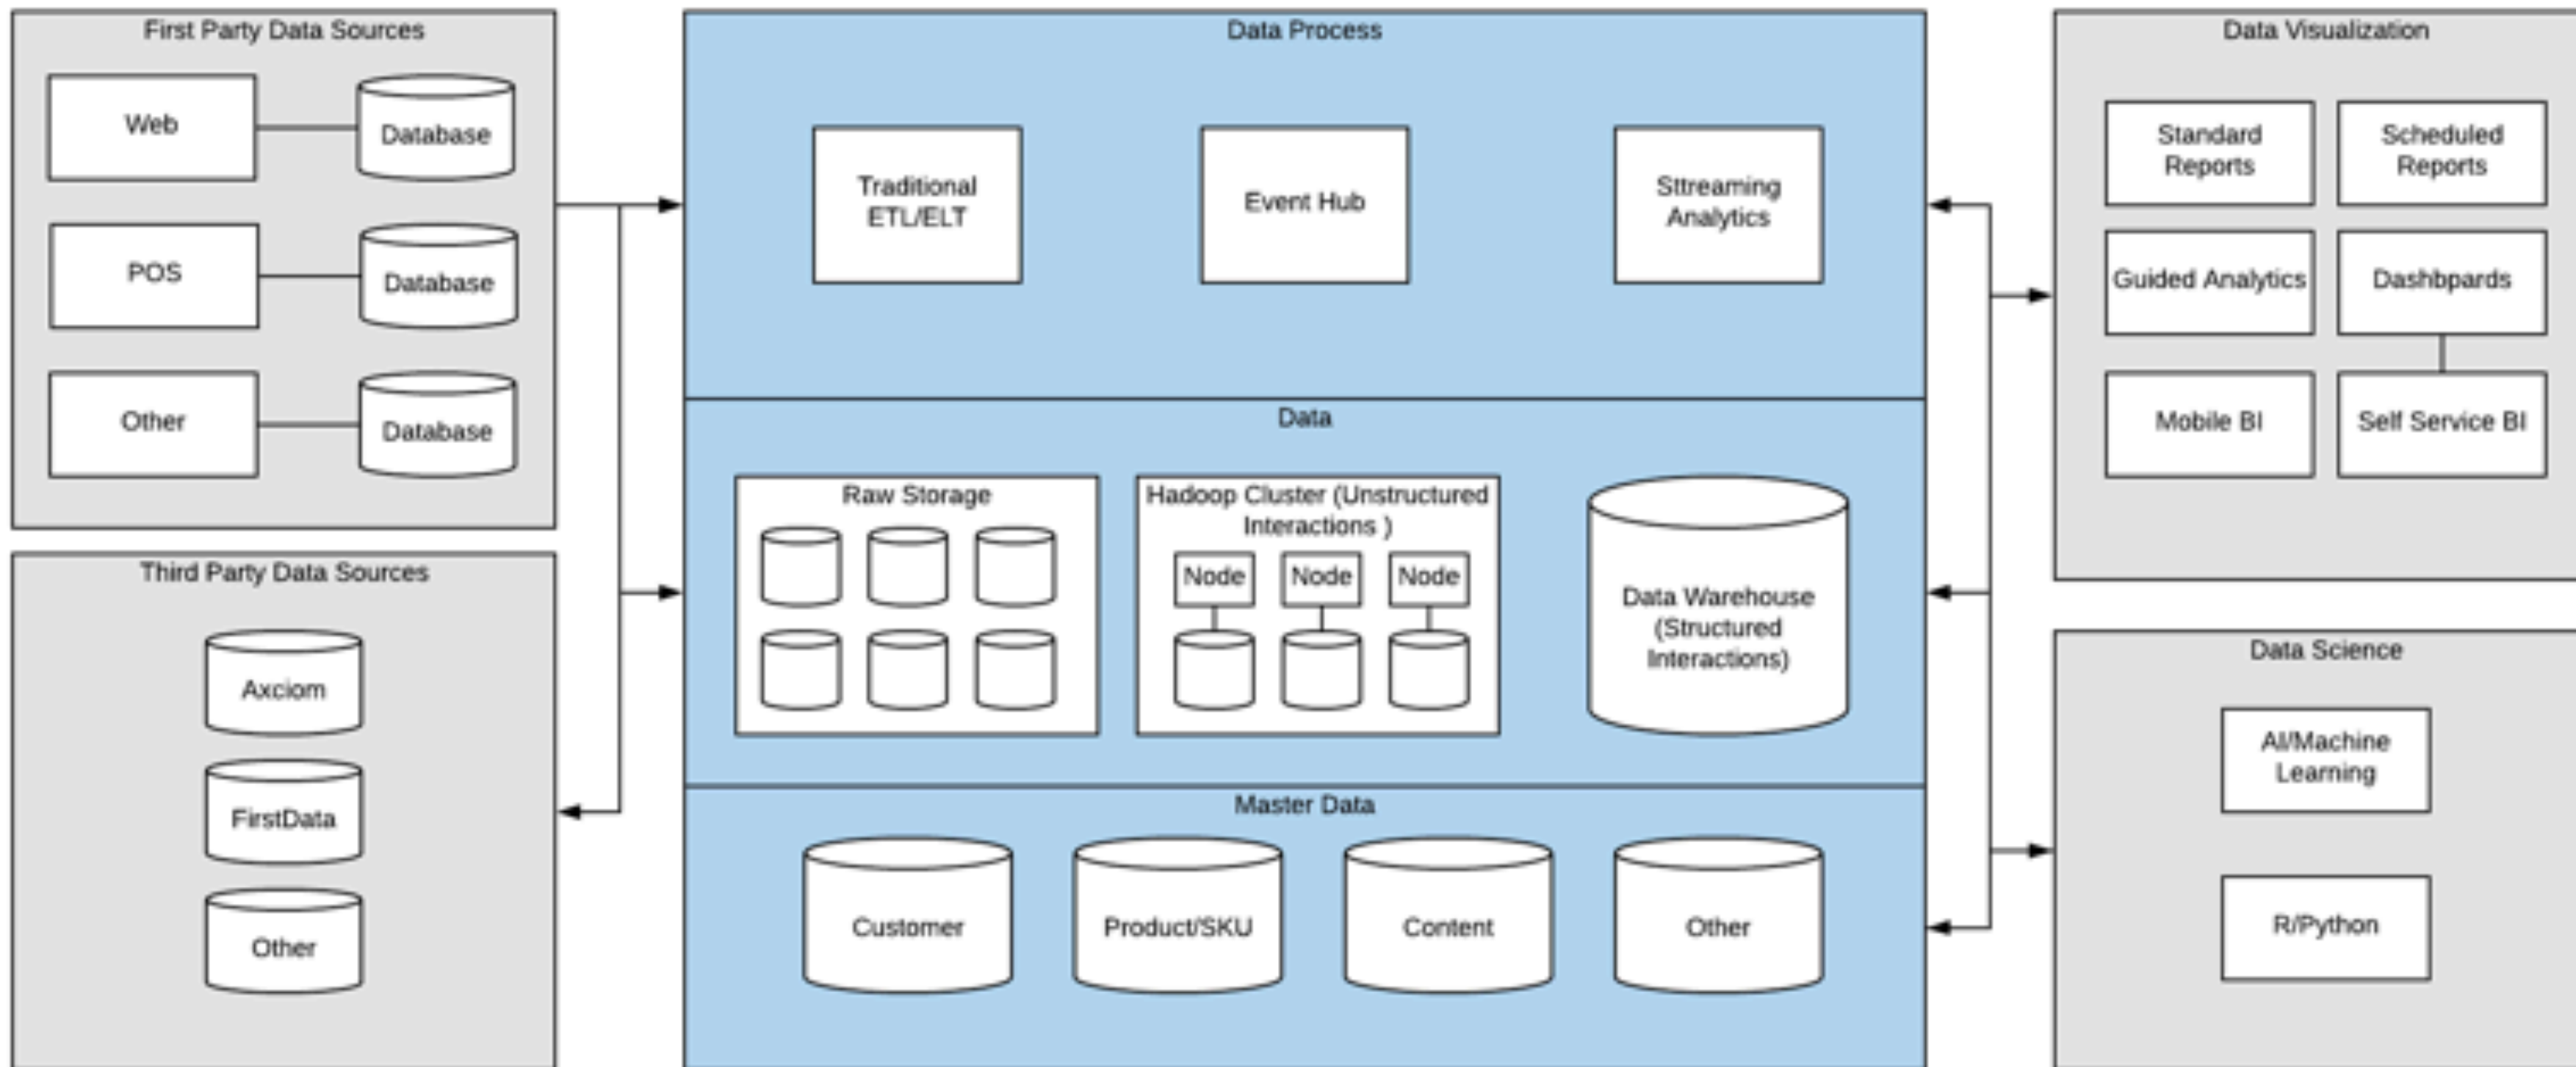 First Party Data Sources
Web
Database
POS
Database
Other
Database
Third Party Data Sources
Axciom
FirstData
Other
Data Process
Traditional
ETL/ELT
Event Hub
Sttreaming
Analytics
Data
Raw Storage
Hadoop Cluster (Unstructured
Interactions )
Node
Node
Node
Data Warehouse
(Structured
Interactions)
Master Data
Customer
Product/SKU
Content
Other
Data Visualization
Standard
Reports
Scheduled
Reports
Guided Analytics
Dashbpards
Mobile BI
Self Service BI
Data Science
AI/Machine
Learning
R/Python